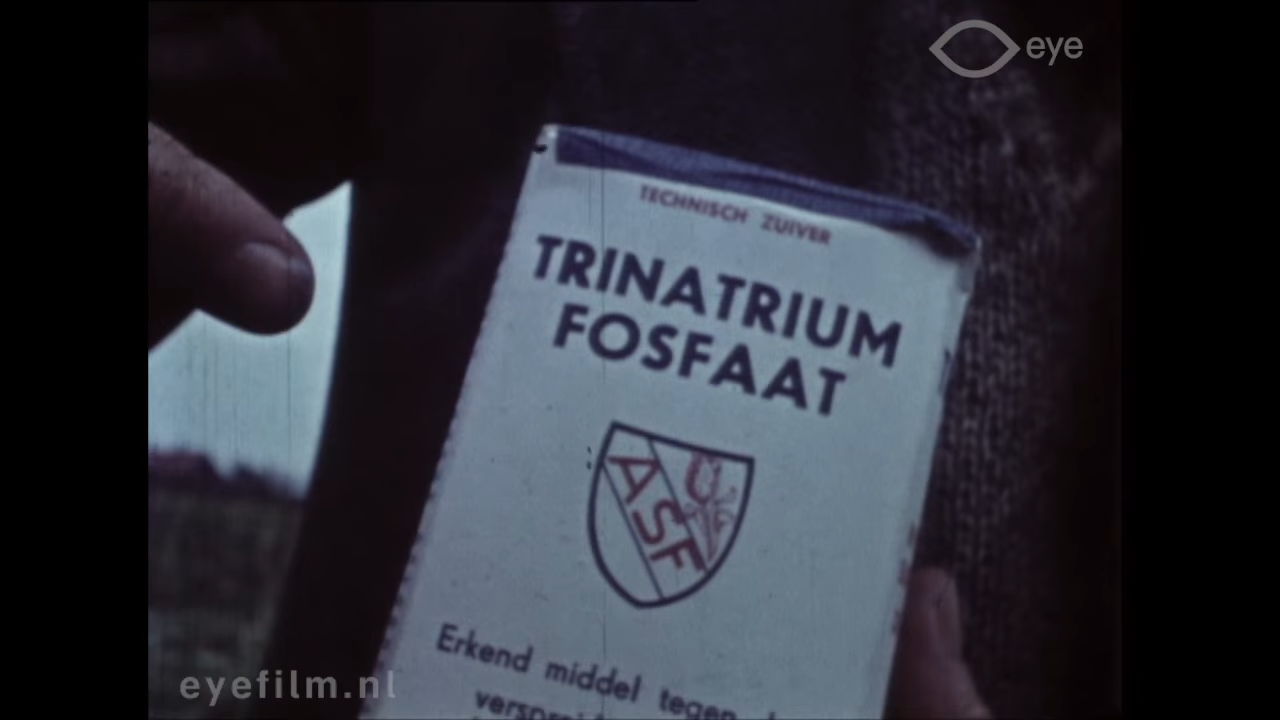 eye
TECHNISCH ZUIVER
TRINATRIUM
FOSFAAT
ASF
Erkend middel tegen
eyefilm.nl